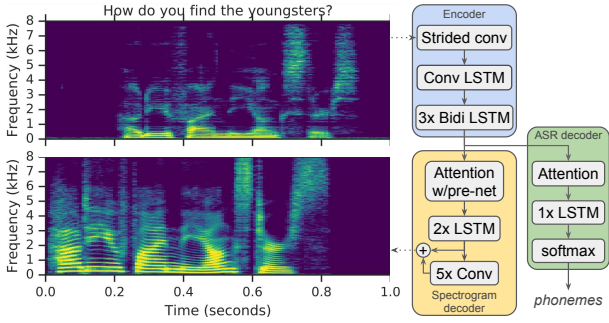 How do you find the youngsters?
Frequency (kHz)
8
7
6
5
4
3
2
1
0
Frequency (kHz)
8
7
6
5
4
3
2
1
0
0.0 0.2 0.4 0.6 0.8 1.0
Time (seconds)
Encoder
Strided conv
Conv LSTM
3x Bidi LSTM
Attention
w/pre-net
2x LSTM
+
5x Conv
Spectrogram
decoder
ASR decoder
Attention
1x LSTM
softmax
phonemes